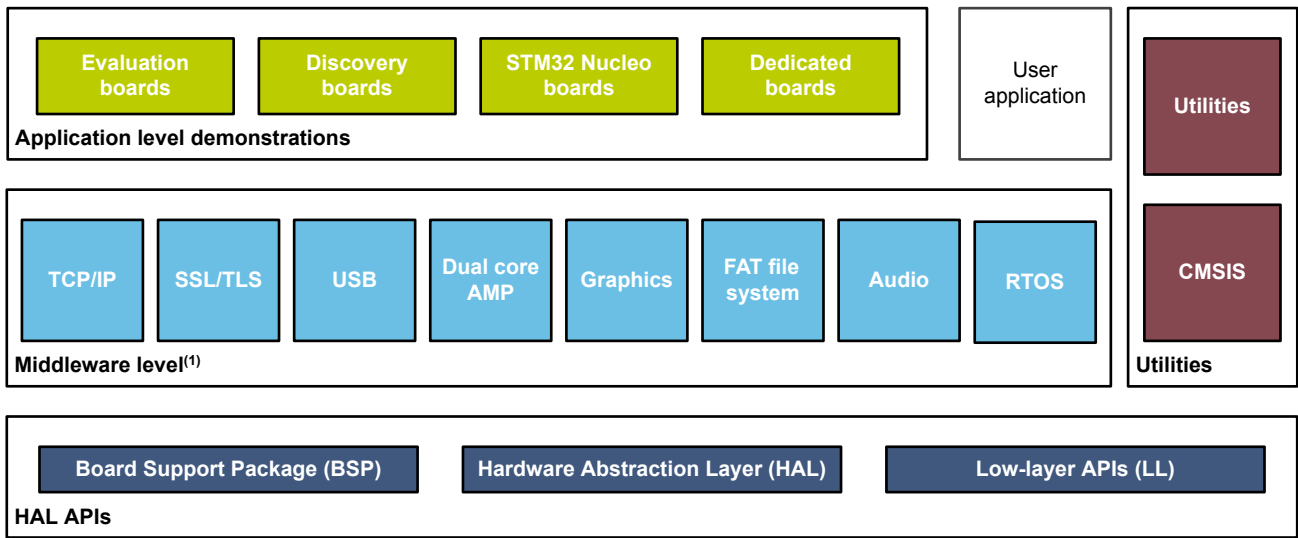 Evaluation
boards
Discovery
boards
STM32 Nucleo
boards
Dedicated
boards
Application level demonstrations
User
application
Utilities
TCP/IP
SSL/TLS
USB
Dual core
AMP
Graphics
FAT file
system
Audio
RTOS
Middleware level(1)
CMSIS
Utilities
Board Support Package (BSP)
Hardware Abstraction Layer (HAL)
Low-layer APIs (LL)
HAL APIs